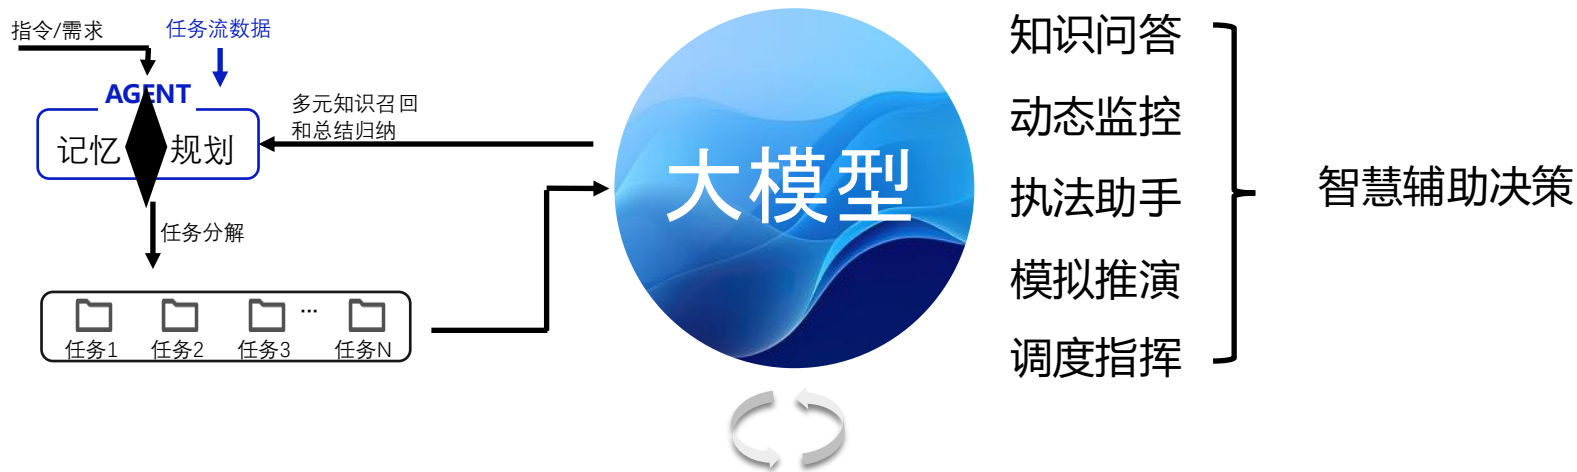 指令/需求
任务流数据
AGENT
记忆
规划
多元知识召回
和总结归纳
任务分解
任务1
任务2
任务3
...
任务N
大模型
知识问答
动态监控
执法助手
模拟推演
调度指挥
智慧辅助决策